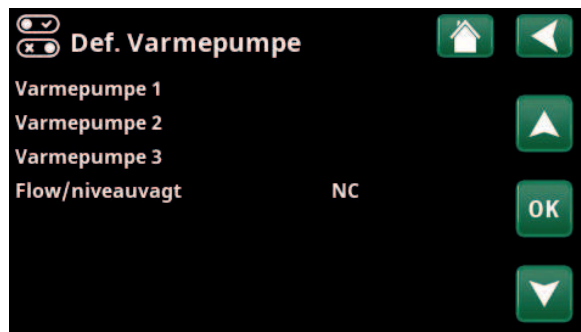 Def. Varmepumpe
Varmepumpe 1
Varmepumpe 2
Varmepumpe 3
Flow/niveauvagt NC
OK